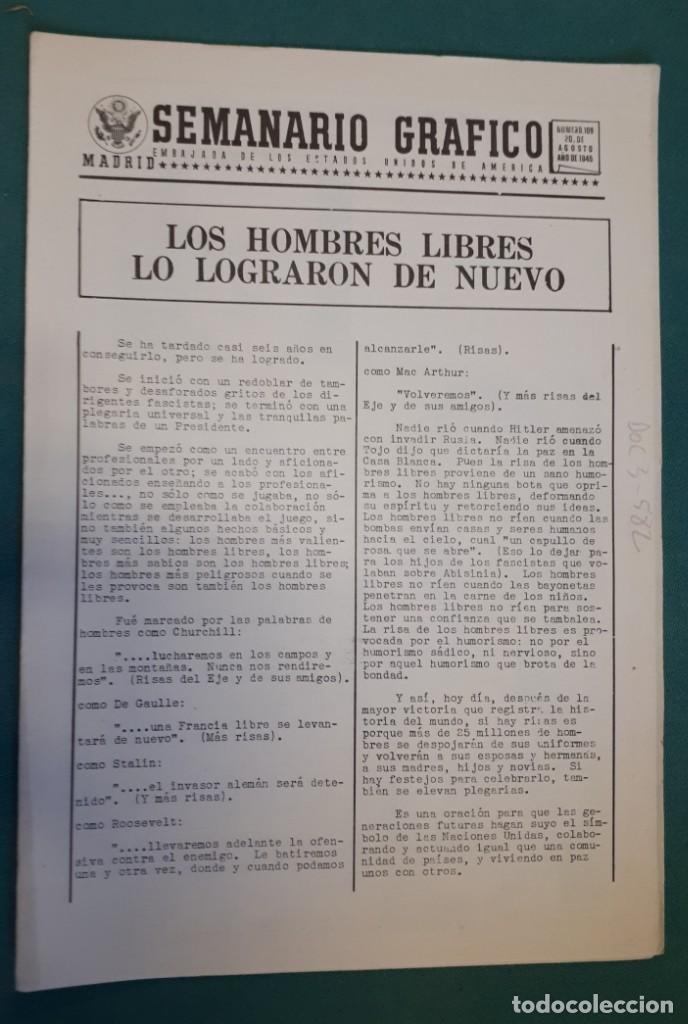 SEMANARIO GRAFICO
EMBAJADA DE LOS ESTADOS UNIDOS DE AMERICA
MADRID
NUMERO 109
20, DE
AGOSTO
AÑO DE 1945
LOS HOMBRES LIBRES
LO LOGRARON DE NUEVO
Se ha tardado casi seis años en
conseguirlo, pero se ha logrado.
Se inició con un redoblar de tam-
bores y desaforados gritos de los di-
rigentes fascistas; se terminó con una
plegaria universal y las tranquilas pa-
labras de un Presidente.
Se empezó como un encuentro entre
profesionales por un lado y aficiona-
dos por el otro; se acabó con los afi-
cionados enseñando a los profesiona-
les..., no sólo como se jugaba, no só-
lo como se empleaba la colaboración
mientras se desarrollaba el juego, si-
no también algunos hechos básicos y
muy sencillos: los hombres más valien-
tes son los hombres libres, los hom-
bres más sabios son los hombres libres;
los hombres más peligrosos cuando se
les provoca son también los hombres
libres.
Fué marcado por las palabras de
hombres como Churchill:
"....lucharemos en los campos y
en las montañas. Nunca nos rendire-
mos". (Risas del Eje y de sus amigos).
como De Gaulle:
"....una Francia libre se levan-
tará de nuevo". (Más risas).
como Stalin:
"....el invasor alemán será dete-
nido". (Y más risas).
como Roosevelt:
"....llevaremos adelante la ofen-
siva contra el enemigo. Le batiremos
una y otra vez, donde y cuando podamos
alcanzarle". (Risas).
como Mac Arthur:
"Volveremos". (Y más risas del
Eje y de sus amigos).
Nadie rió cuando Hitler amenazó
con invadir Rusia. Nadie rió cuando
Tojo dijo que dictaría la paz en la
Casa Blanca. Pues la risa de los hom-
bres libres proviene de un sano humo-
rismo. No hay ninguna bota que opri-
ma a los hombres libres, deformando
su espíritu y retorciendo sus ideas.
Los hombres libres no ríen cuando las
bombas envían casas y seres humanos
hacia el cielo, cual "un capullo de
rosa que se abre". (Eso lo dejar pa-
ra los hijos de los fascistas que vo-
laban sobre Abisinia). Los hombres
libres no ríen cuando las bayonetas
penetran en la carne de los niños.
Los hombres libres no ríen para sos-
tener una confianza que se tambalea.
La risa de los hombres libres es pro-
vocada por el humorismo: no por el
humorismo sádico, ni nervioso, sino
por aquel humorismo que brota de la
bondad.
Y así, hoy día, después de la
mayor victoria que registra la his-
toria del mundo, si hay risas es
porque más de 25 millones de hom-
bres se despojarán de sus uniformes
y volverán a sus esposas y hermanas,
a sus madres, hijos y novias. Si
hay festejos para celebrarlo, tam-
bién se elevan plegarias.
Es una oración para que las ge-
neraciones futuras hagan suyo el sím-
bolo de las Naciones Unidas, colabo-
rando y actuando igual que una comu-
nidad de países, y viviendo en paz
unos con otros.
DOC 3-582
todocoleccion